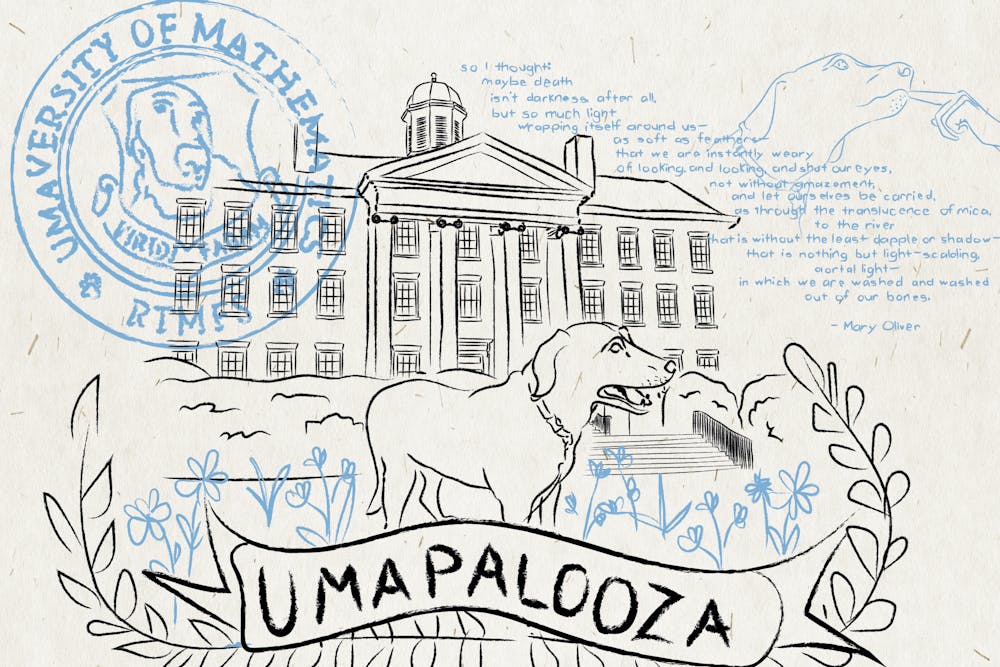 UMAVERSITY OF MATHEMATICS
VIRIDI
RTMFS
so I thought:
maybe death
isn't darkness after all,
but so much light
wrapping itself around us—
as soft as feathers—
that we are instantly weary
of looking, and looking, and shut our eyes,
not without amazement,
and let ourselves be carried,
as through the translucence of mica,
to the river
that is without the least dapple or shadow—
that is nothing but light—scalding,
aortal light—
in which we are washed and washed
out of our bones.
- Mary Oliver
UMAPALOOZA